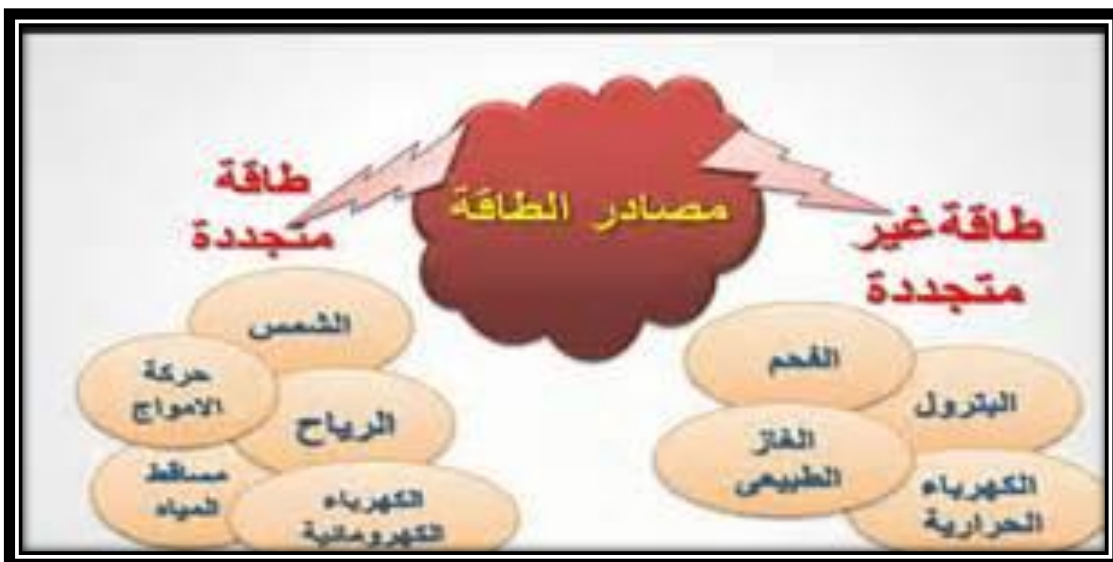 مصادر الطاقة
طاقة غير
متجددة
الفحم
البترول
الغاز
الطبيعى
الكهرباء
الحرارية
طاقة
متجددة
الشمس
حركة
الامواج
الرياح
مساقط
المياه
الكهرباء
الكهرومائية